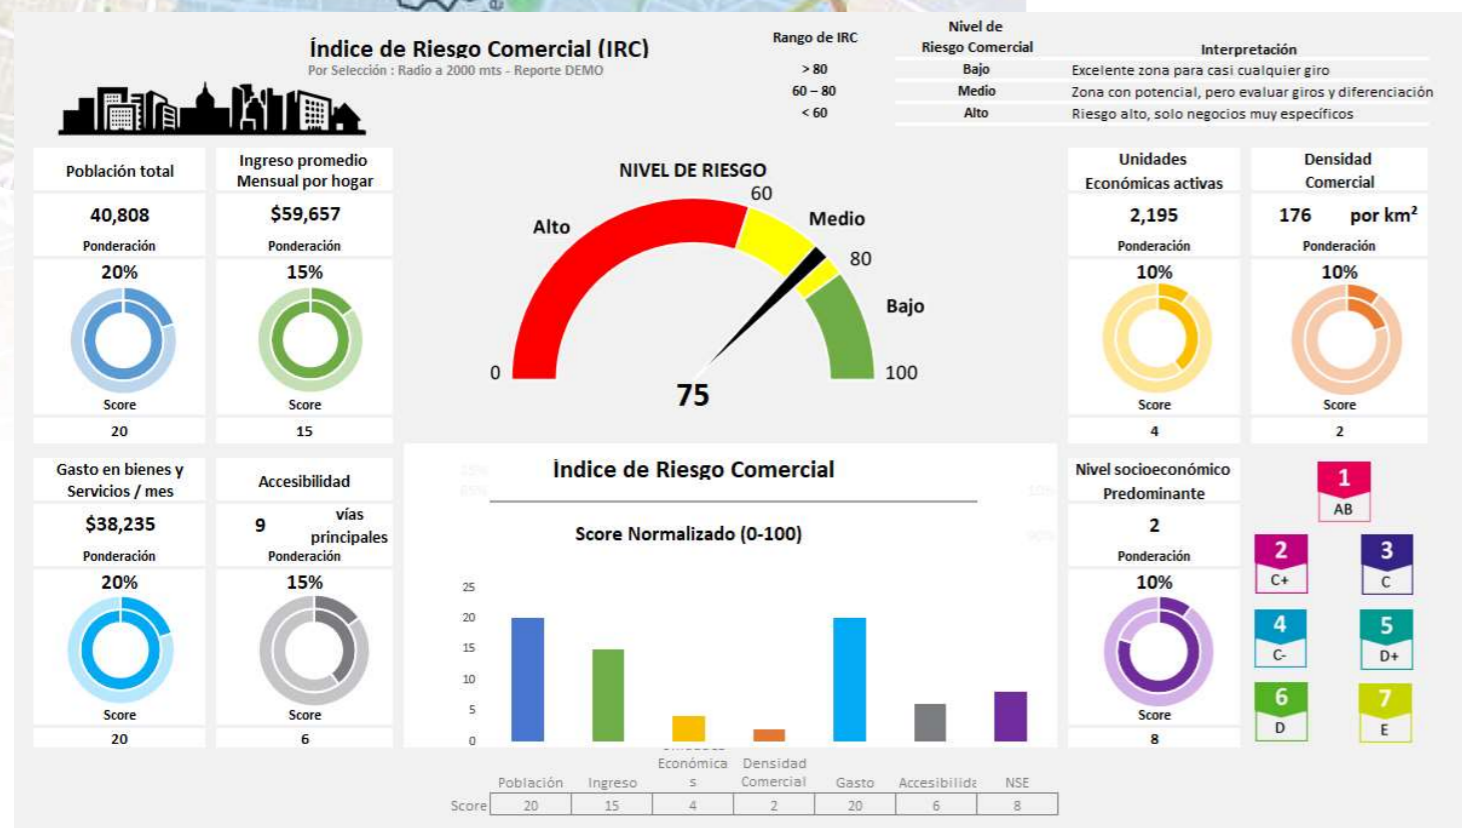 Índice de Riesgo Comercial (IRC)
Por Selección : Radio a 2000 mts - Reporte DEMO
Rango de IRC
Nivel de
Riesgo Comercial
Interpretación
> 80
Bajo
Excelente zona para casi cualquier giro
60 – 80
Medio
Zona con potencial, pero evaluar giros y diferenciación
< 60
Alto
Riesgo alto, solo negocios muy específicos
Población total
40,808
Ponderación
20%
Score
20
Ingreso promedio
Mensual por hogar
$59,657
Ponderación
15%
Score
15
NIVEL DE RIESGO
60
Medio
Alto
80
Bajo
0
100
75
Unidades
Económicas activas
2,195
Ponderación
10%
Score
4
Densidad
Comercial
176 por km²
Ponderación
10%
Score
2
Gasto en bienes y
Servicios / mes
$38,235
Ponderación
20%
Score
20
Accesibilidad
9 vías
principales
Ponderación
15%
Score
6
Índice de Riesgo Comercial
Score Normalizado (0-100)
25
20
15
10
5
0
Económica
s
Densidad
Comercial
Población
Ingreso
Gasto
Accesibilida
NSE
Score 20 15 4 2 20 6 8
Nivel socioeconómico
Predominante
2
Ponderación
10%
Score
8
1
AB
2
C+
3
C
4
C-
5
D+
6
D
7
E